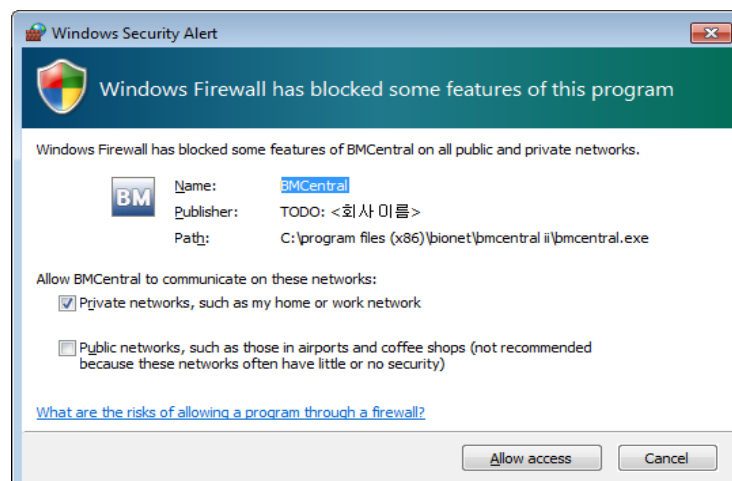 Windows Security Alert
Windows Firewall has blocked some features of this program
Windows Firewall has blocked some features of BMCentral on all public and private networks.
BM
Name: BMCentral
Publisher: TODO: <회사 이름>
Path: C:\program files (x86)\bionet\bmcentral ii\bmcentral.exe
Allow BMCentral to communicate on these networks:
Private networks, such as my home or work network
Public networks, such as those in airports and coffee shops (not recommended
because these networks often have little or no security)
What are the risks of allowing a program through a firewall?
Allow access Cancel